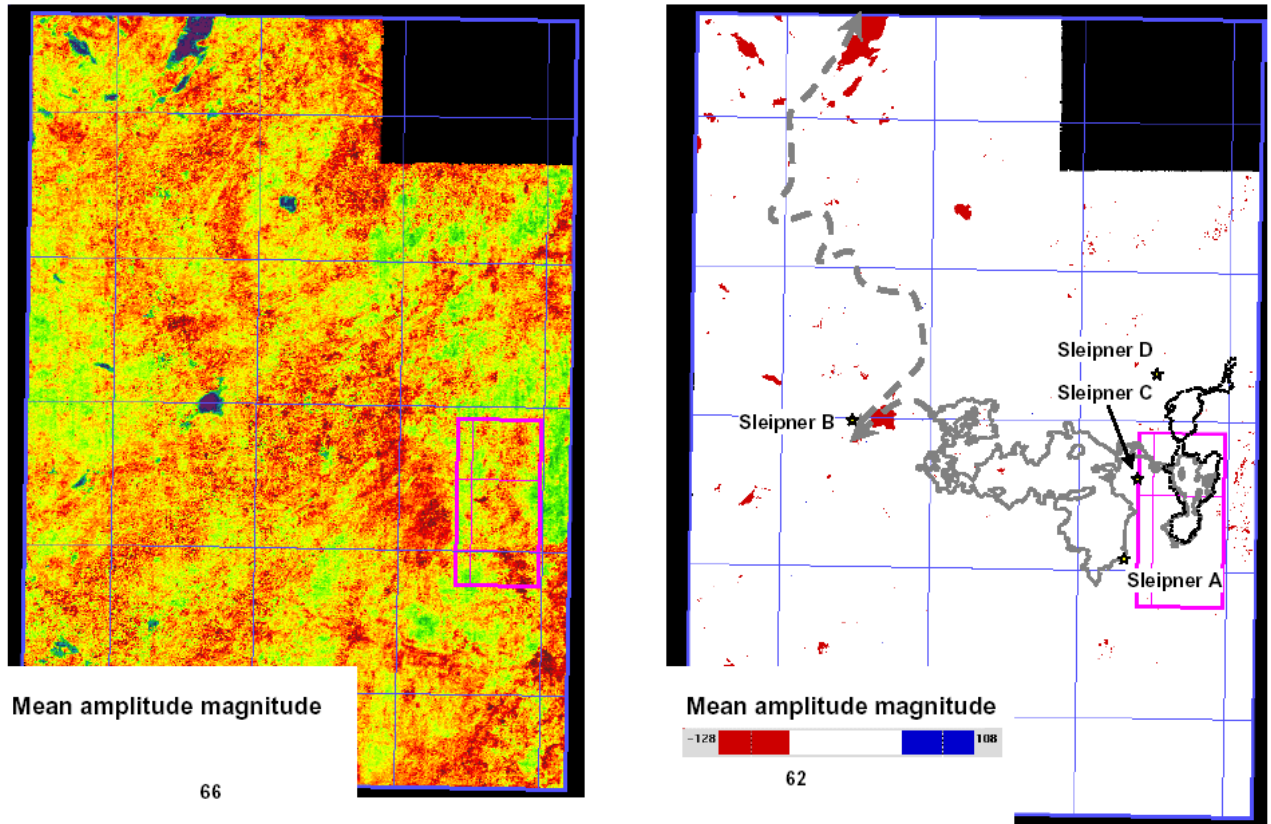 Sleipner D
Sleipner C
Sleipner B
Sleipner A
Mean amplitude magnitude
66
Mean amplitude magnitude
-128 108
62